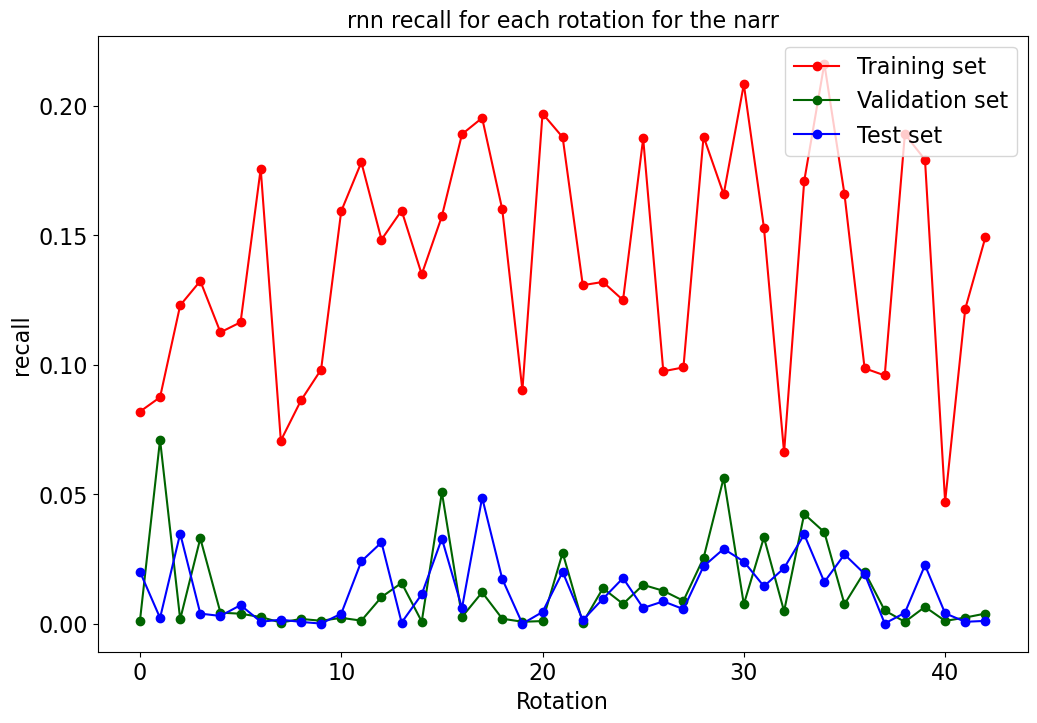 rnn recall for each rotation for the narr
Training set
Validation set
Test set
0.20
0.15
0.10
0.05
0.00
recall
0
10
20
30
40
Rotation